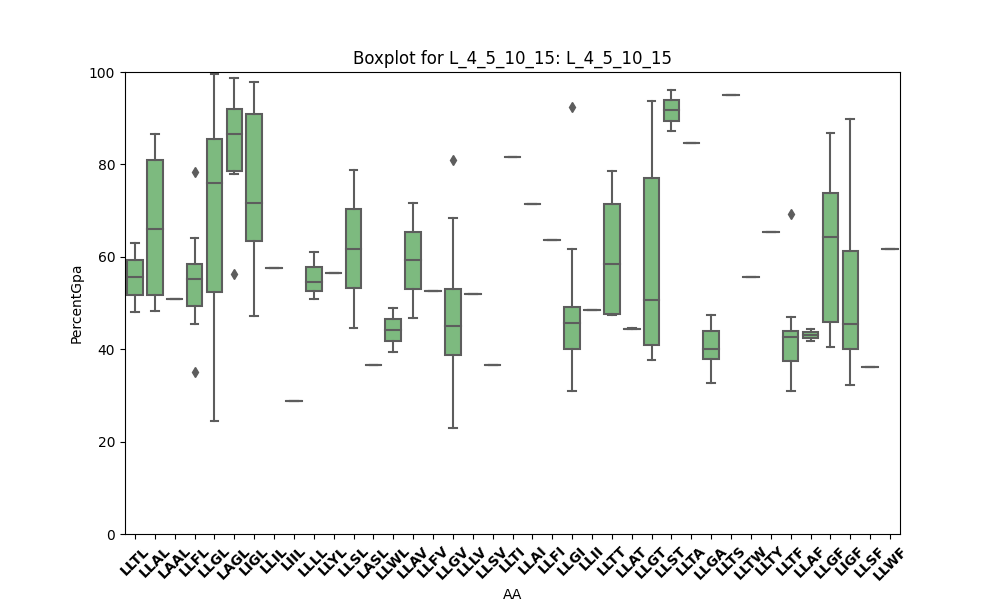 Boxplot for L_4_5_10_15: L_4_5_10_15
100
80
60
40
20
0
PercentGpa
LLTL LLAL LAAL LLFL LLGL LAGL LIGL LLIL LIIL LLLL LLYL LLSL LASL LLWL LLAV LLFV LLGV LLLV LLSV LLTI LLAI LLFI LLGI LLII LLTT LLAT LLGT LLST LLTA LLGA LLTS LLTW LLTY LLTF LLAF LLGF LIGF LLSF LLWF
AA